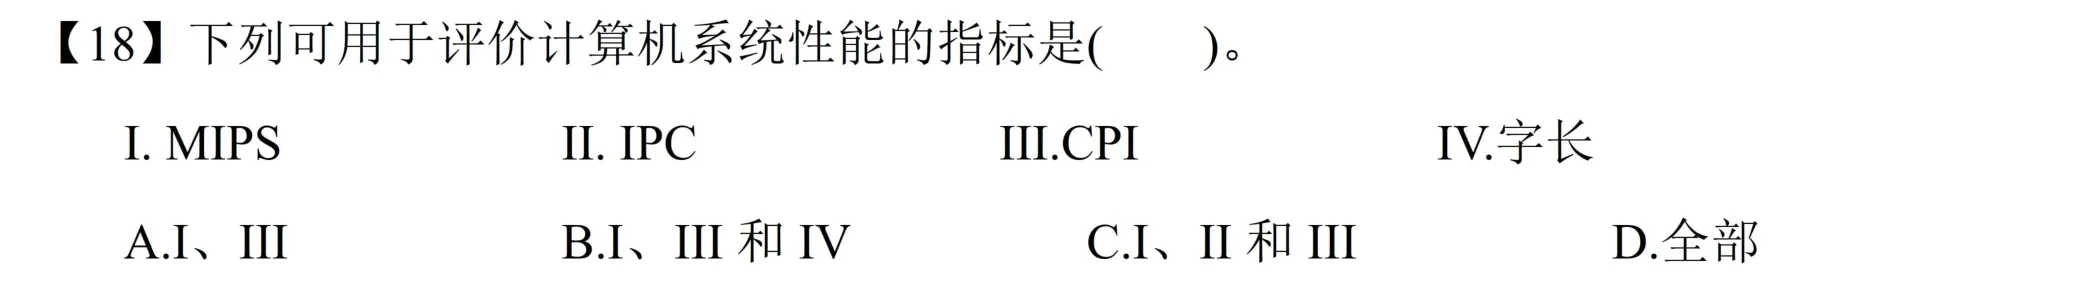 【18】下列可用于评价计算机系统性能的指标是(  )。
I. MIPS II. IPC III.CPI IV.字长
A.I、III B.I、III 和 IV C.I、II 和 III D.全部